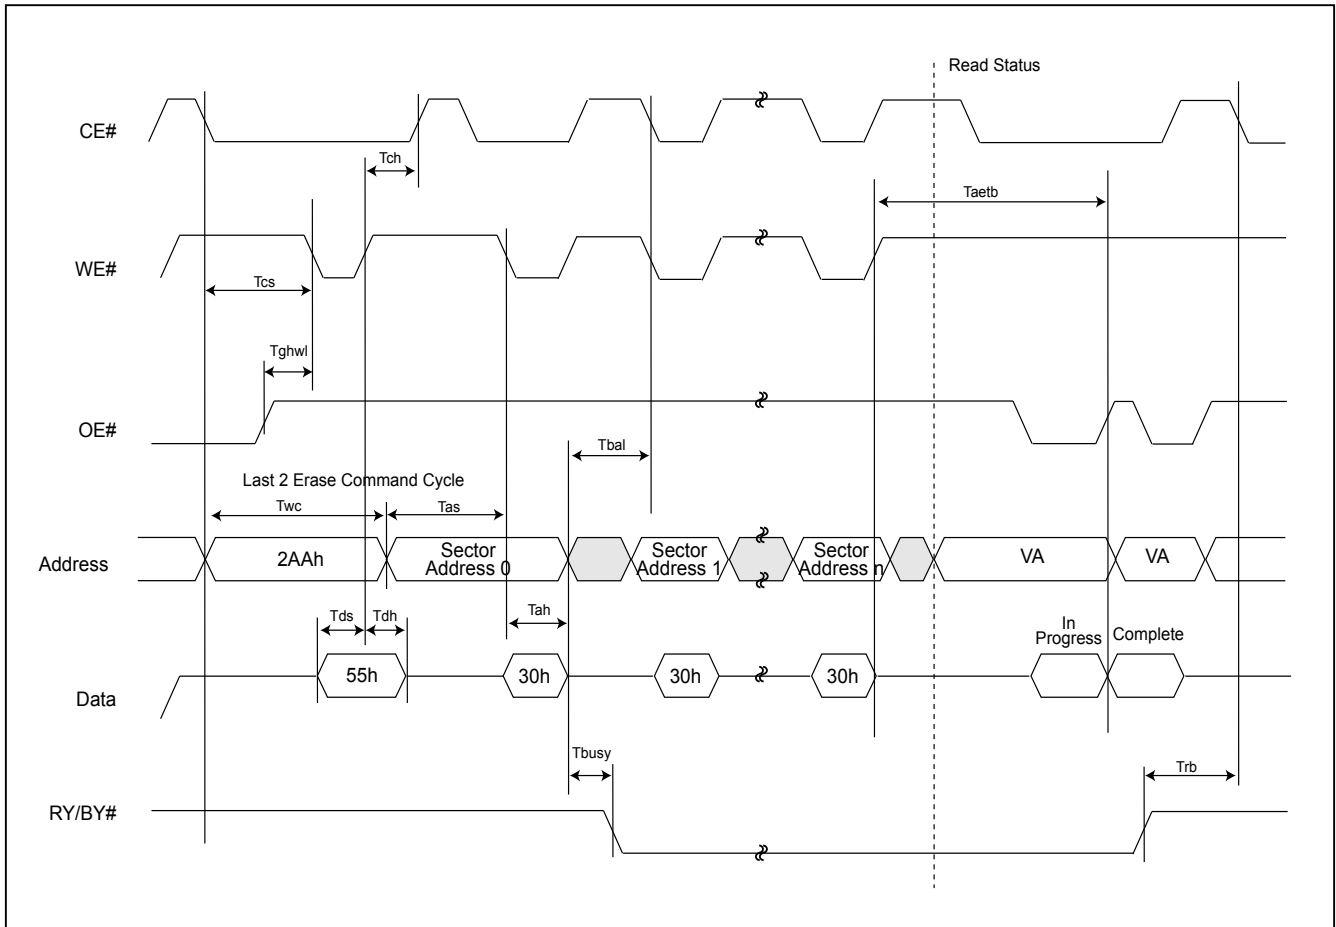 Read Status
CE#
Tch
Taetb
WE#
Tcs
Tghwl
OE#
Tbal
Last 2 Erase Command Cycle
Twc
Tas
Address
2AAh
Sector
Address 0
Sector
Address 1
Sector
Address n
VA
VA
Tds
Tdh
Tah
In
Progress
Complete
Data
55h
30h
30h
30h
Tbusy
Trb
RY/BY#